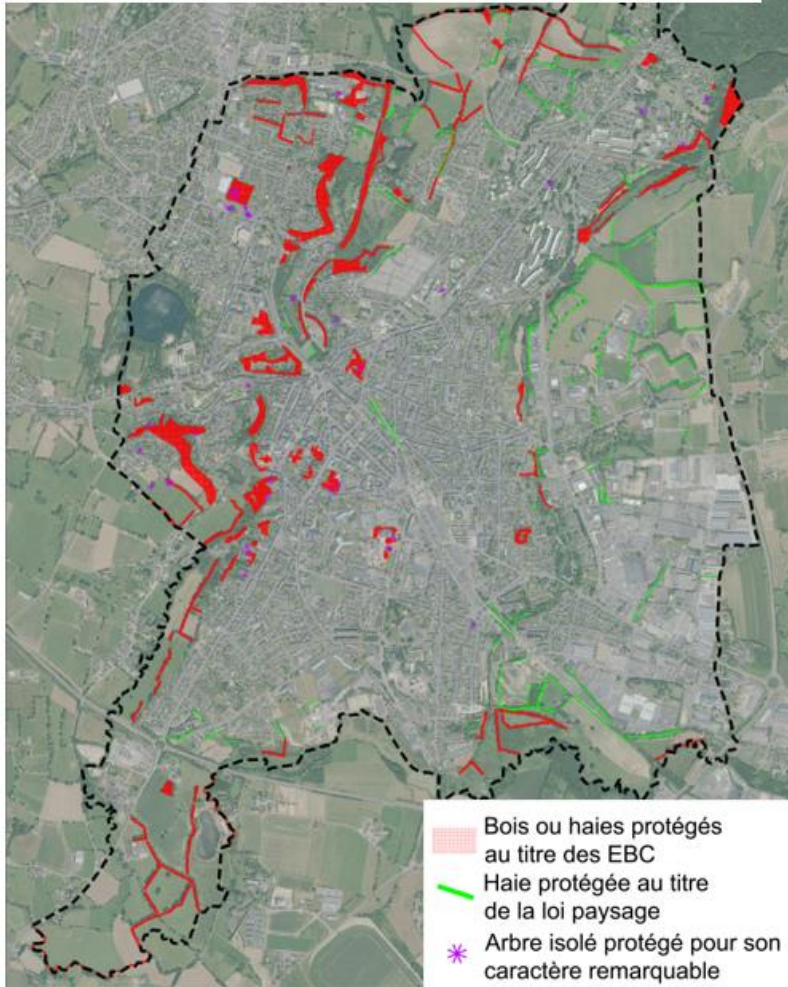 Bois ou haies protégés
au titre des EBC
Haie protégée au titre
de la loi paysage
Arbre isolé protégé pour son
caractère remarquable